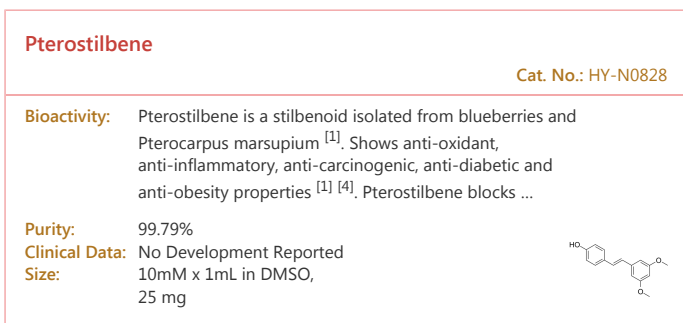 Pterostilbene
Cat. No.: HY-N0828
Bioactivity: Pterostilbene is a stilbenoid isolated from blueberries and
Pterocarpus marsupium [1]. Shows anti-oxidant,
anti-inflammatory, anti-carcinogenic, anti-diabetic and
anti-obesity properties [1] [4]. Pterostilbene blocks ...
Purity: 99.79%
Clinical Data: No Development Reported
Size: 10mM x 1mL in DMSO,
25 mg
HO
O
O